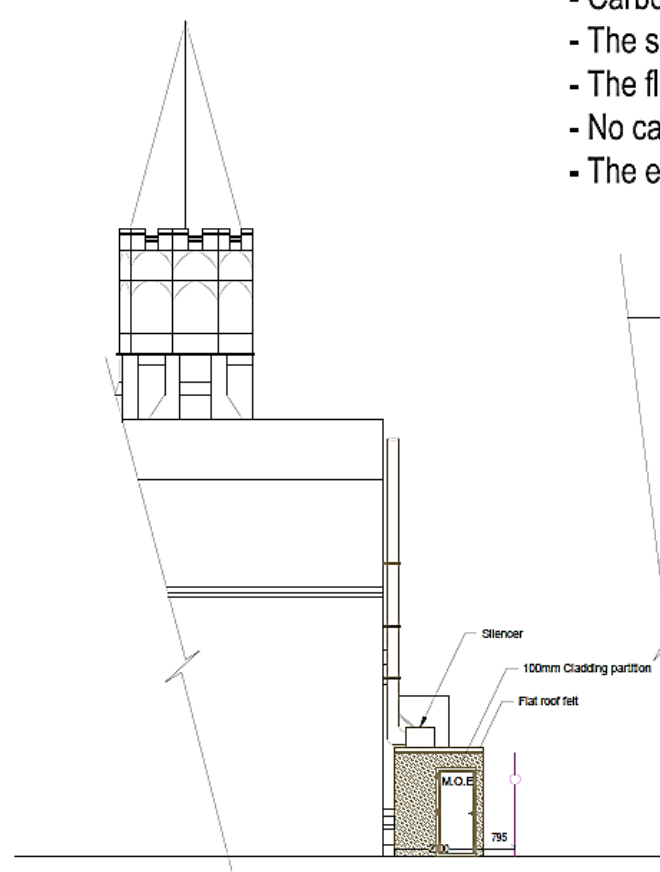 - Carbo
- The s
- The fl
- No ca
- The e
Silencer
100mm Cladding partition
Flat roof felt
M.O.E
795